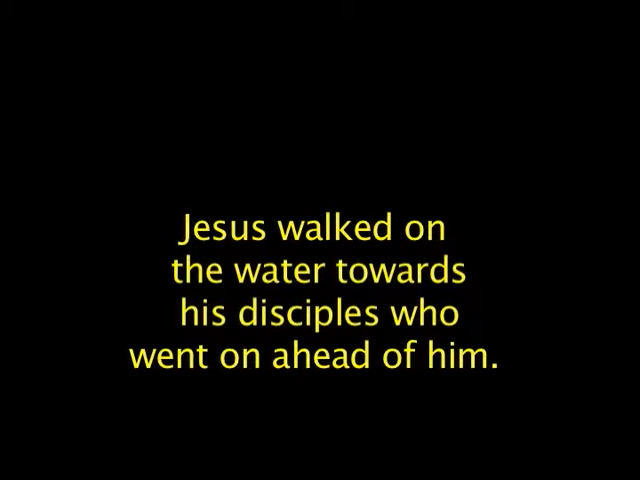 Jesus walked on
the water towards
his disciples who
went on ahead of him.